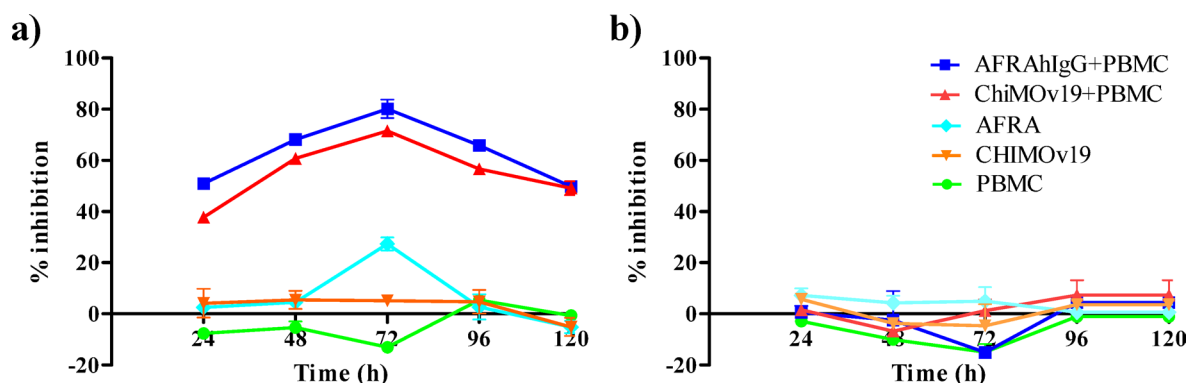 a)
% inhibition
100
80
60
40
20
0
-20
24
48
72
96
120
Time (h)
b)
% inhibition
100
80
60
40
20
0
-20
24
48
72
96
120
Time (h)
AFRAhIgG+PBMC
ChiMOv19+PBMC
AFRA
CHIMOv19
PBMC